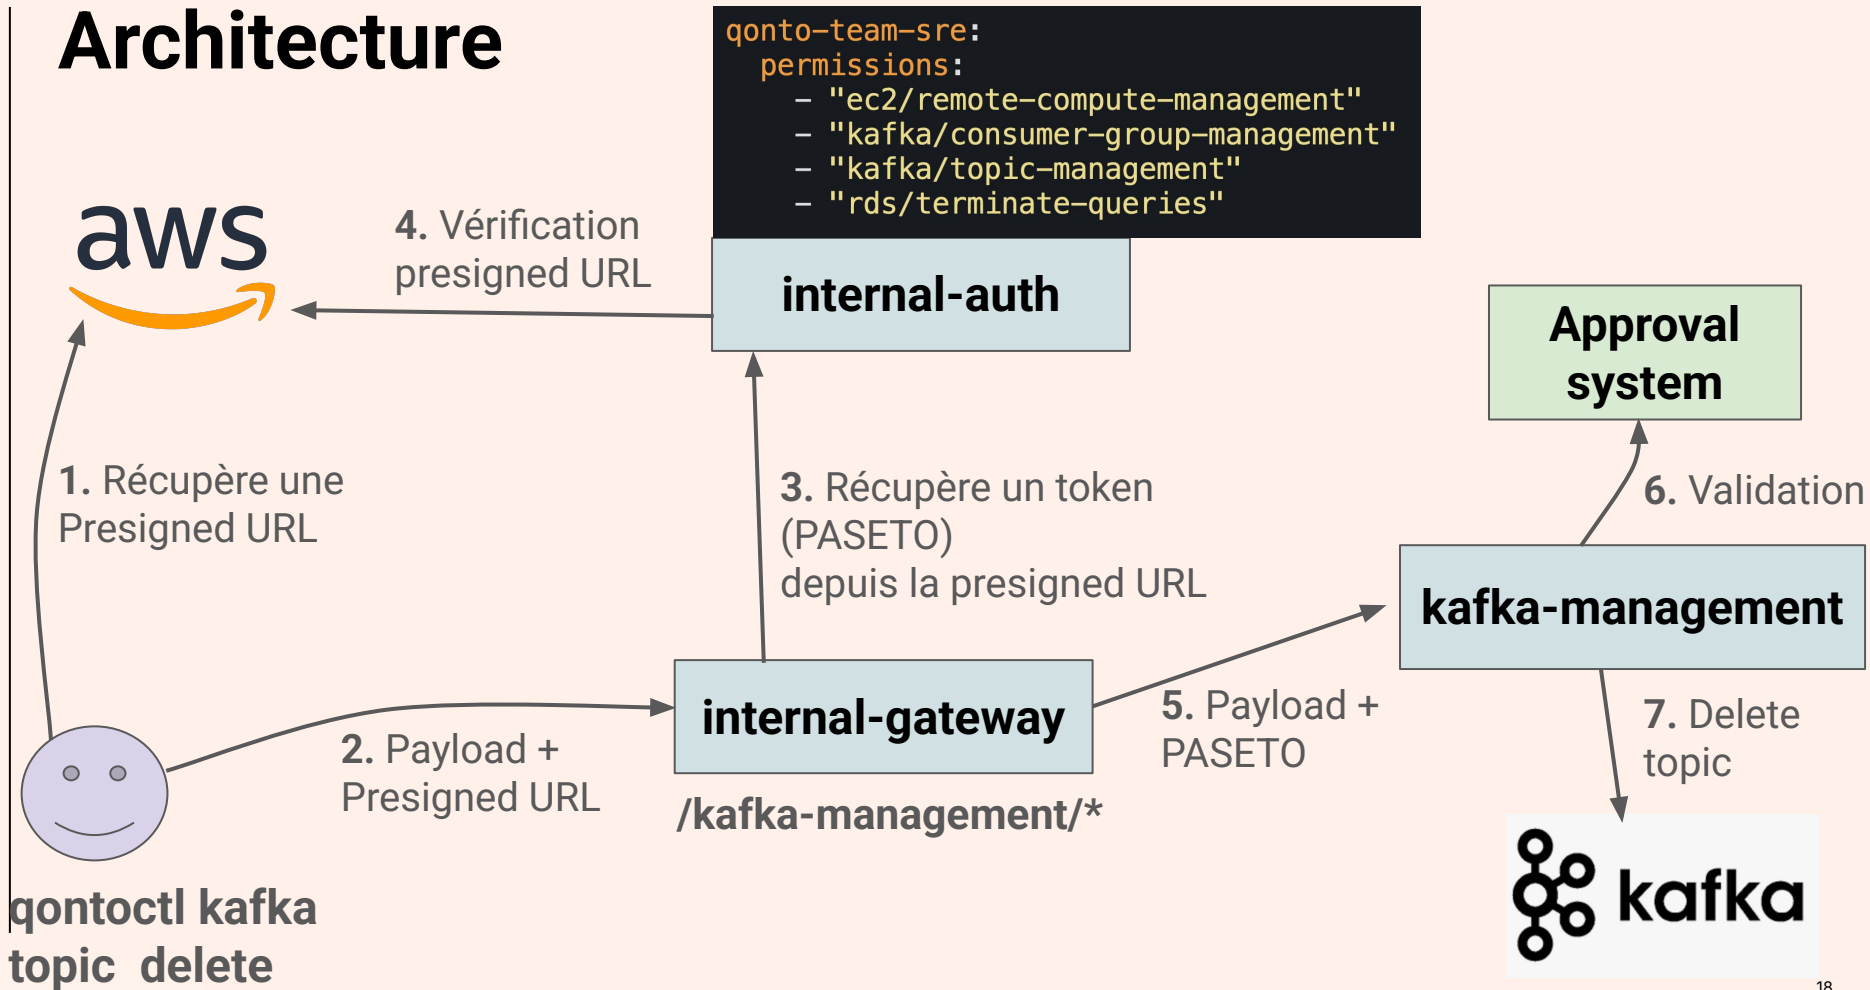 Architecture
qonto-team-sre:
permissions:
- "ec2/remote-compute-management"
- "kafka/consumer-group-management"
- "kafka/topic-management"
- "rds/terminate-queries"
aws
4. Vérification
presigned URL
internal-auth
Approval
system
1. Récupère une
Presigned URL
3. Récupère un token
(PASETO)
depuis la presigned URL
6. Validation
kafka-management
2. Payload +
Presigned URL
internal-gateway
/kafka-management/*
5. Payload +
PASETO
7. Delete
topic
kafka
qontoctl kafka
topic delete
18